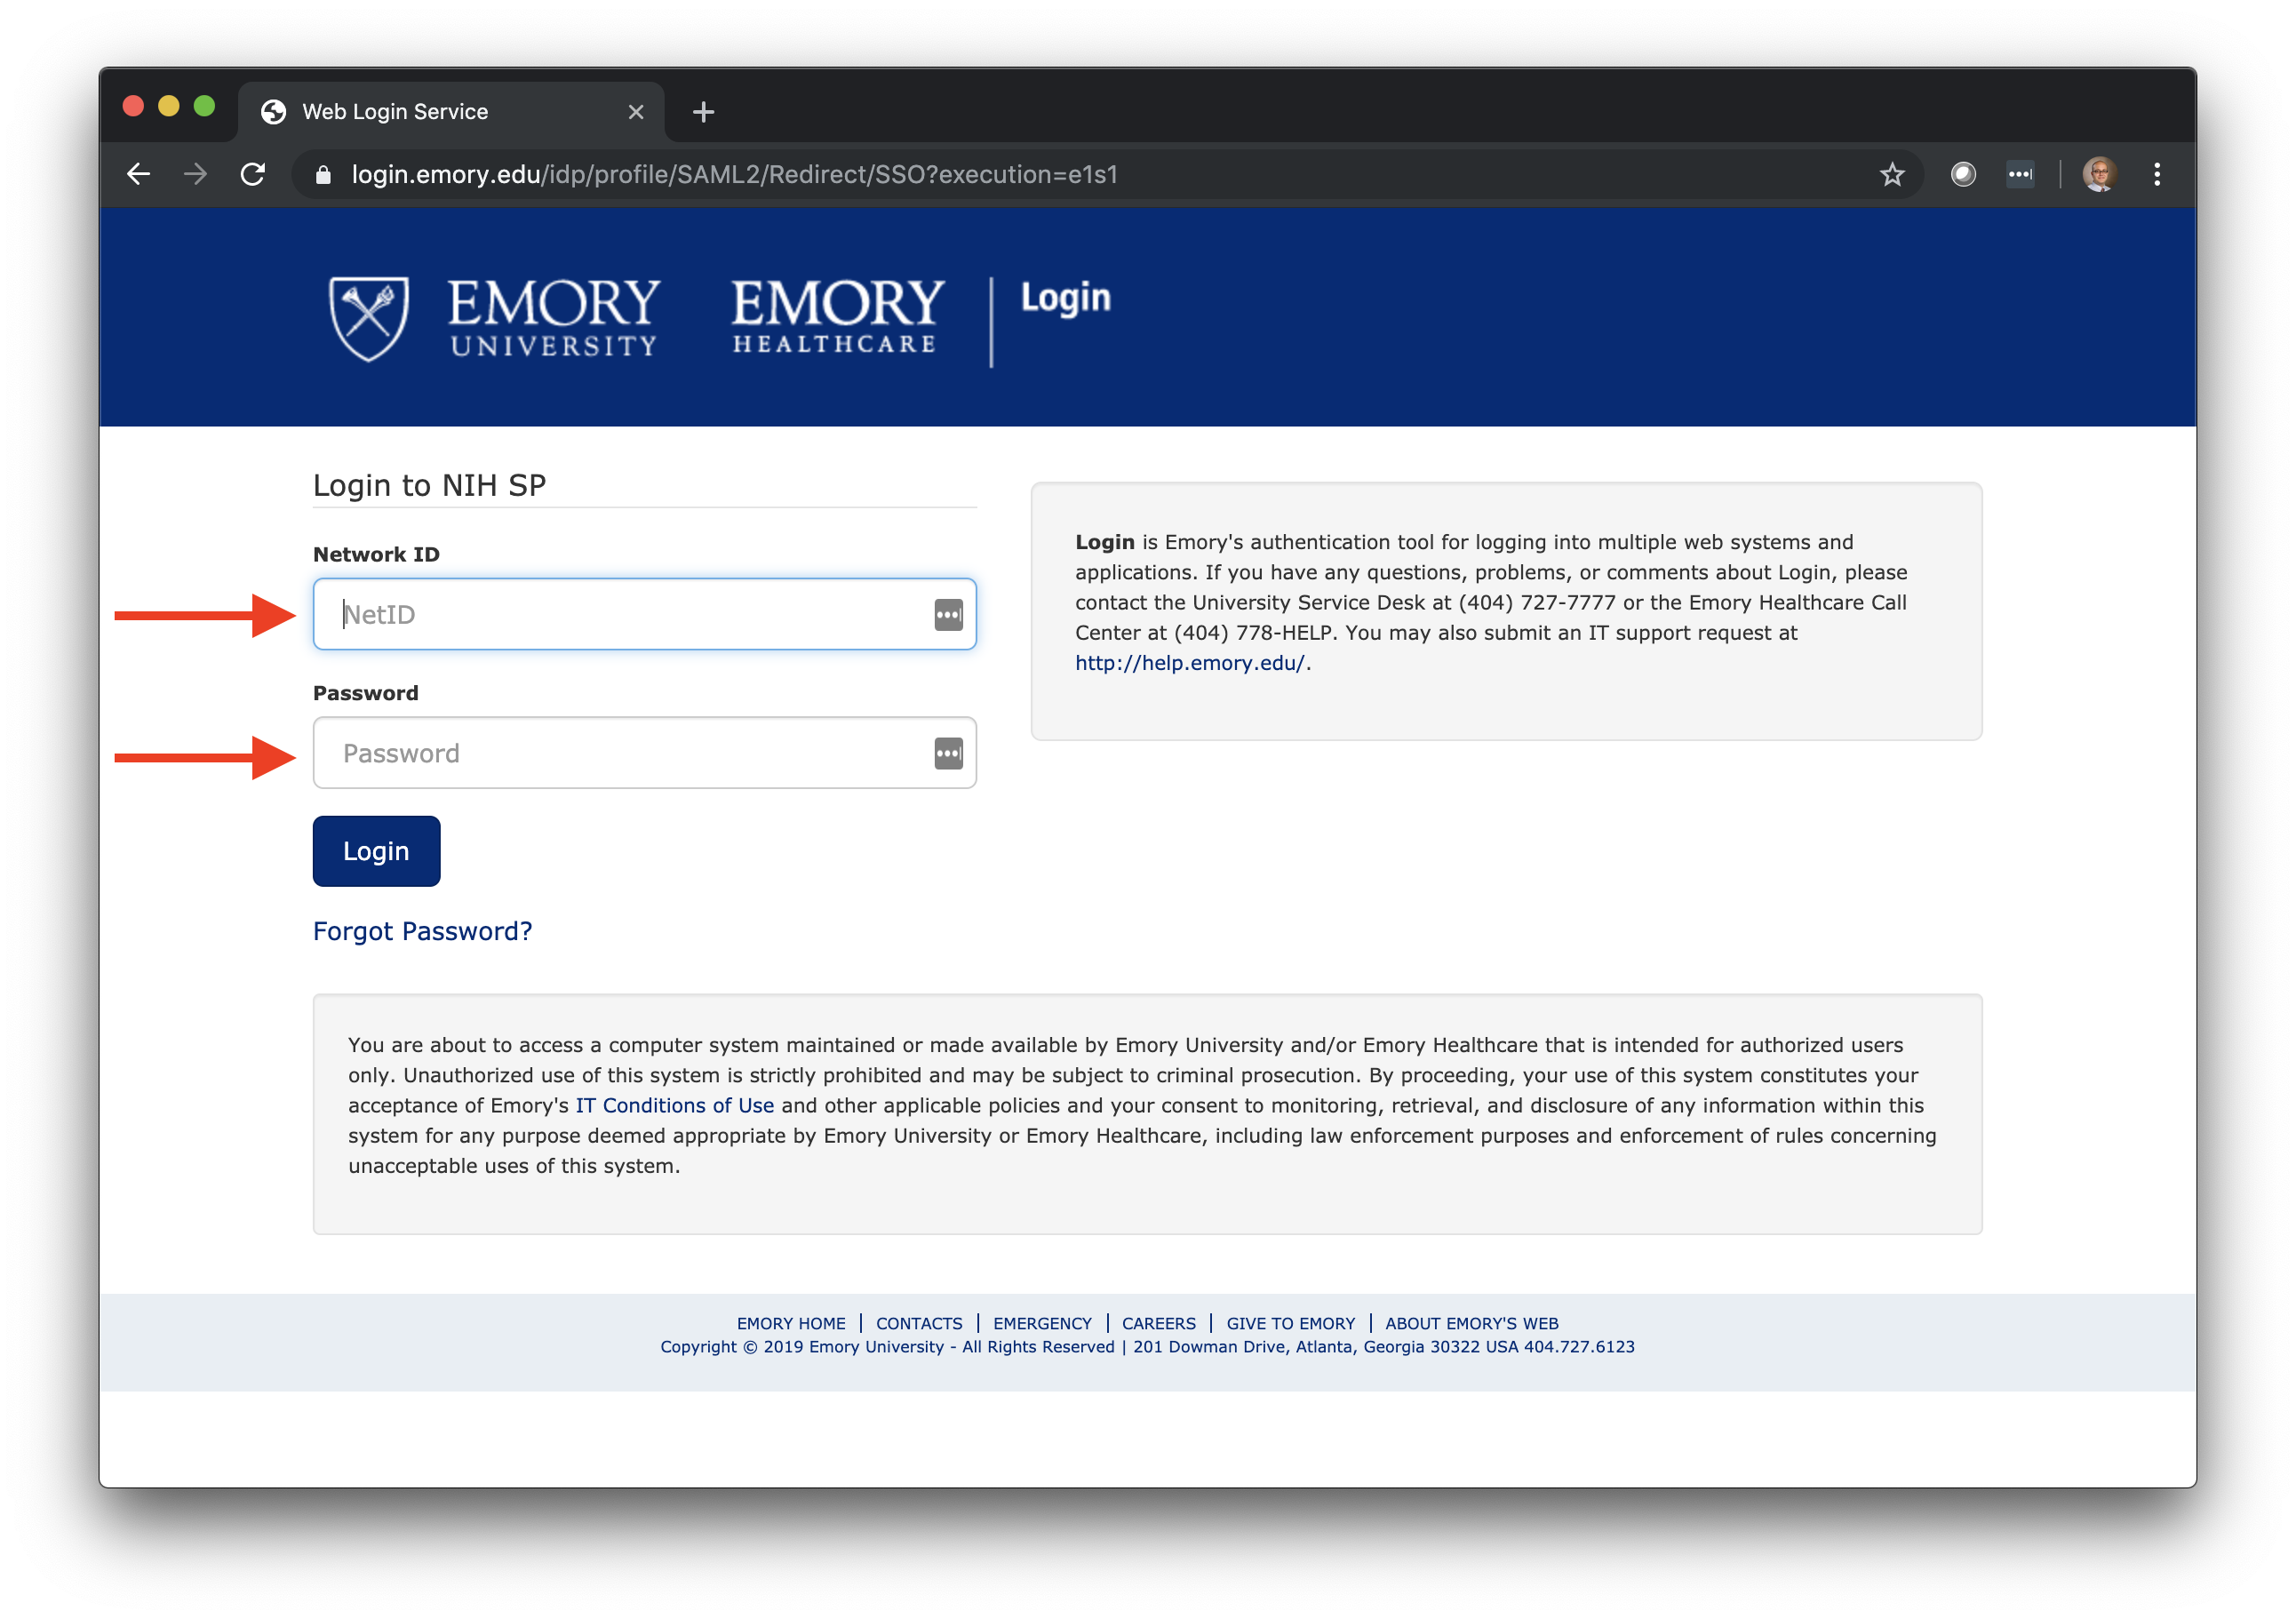 Web Login Service
login.emory.edu/idp/profile/SAML2/Redirect/SSO?execution=e1s1
EMORY UNIVERSITY
EMORY HEALTHCARE
Login
Login to NIH SP
Network ID
NetID
Password
Password
Login
Forgot Password?
Login is Emory's authentication tool for logging into multiple web systems and
applications. If you have any questions, problems, or comments about Login, please
contact the University Service Desk at (404) 727-7777 or the Emory Healthcare Call
Center at (404) 778-HELP. You may also submit an IT support request at
http://help.emory.edu/.
You are about to access a computer system maintained or made available by Emory University and/or Emory Healthcare that is intended for authorized users
only. Unauthorized use of this system is strictly prohibited and may be subject to criminal prosecution. By proceeding, your use of this system constitutes your
acceptance of Emory's IT Conditions of Use and other applicable policies and your consent to monitoring, retrieval, and disclosure of any information within this
system for any purpose deemed appropriate by Emory University or Emory Healthcare, including law enforcement purposes and enforcement of rules concerning
unacceptable uses of this system.
EMORY HOME | CONTACTS | EMERGENCY | CAREERS | GIVE TO EMORY | ABOUT EMORY'S WEB
Copyright © 2019 Emory University - All Rights Reserved | 201 Dowman Drive, Atlanta, Georgia 30322 USA 404.727.6123